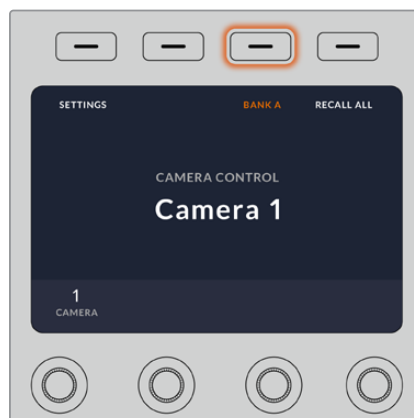 SETTINGS BANK A RECALL ALL
CAMERA CONTROL
Camera 1
1
CAMERA